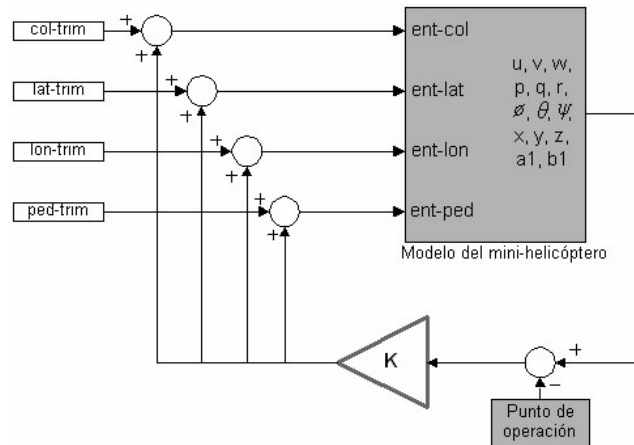 col-trim
ent-col
lat-trim
ent-lat
lon-trim
ent-lon
ped-trim
ent-ped
u, v, w,
p, q, r,
ø, θ, Ψ,
x, y, z,
a1, b1
Modelo del mini-helicóptero
+
+
+
+
+
+
+
+
K
+
−
Punto de
operación